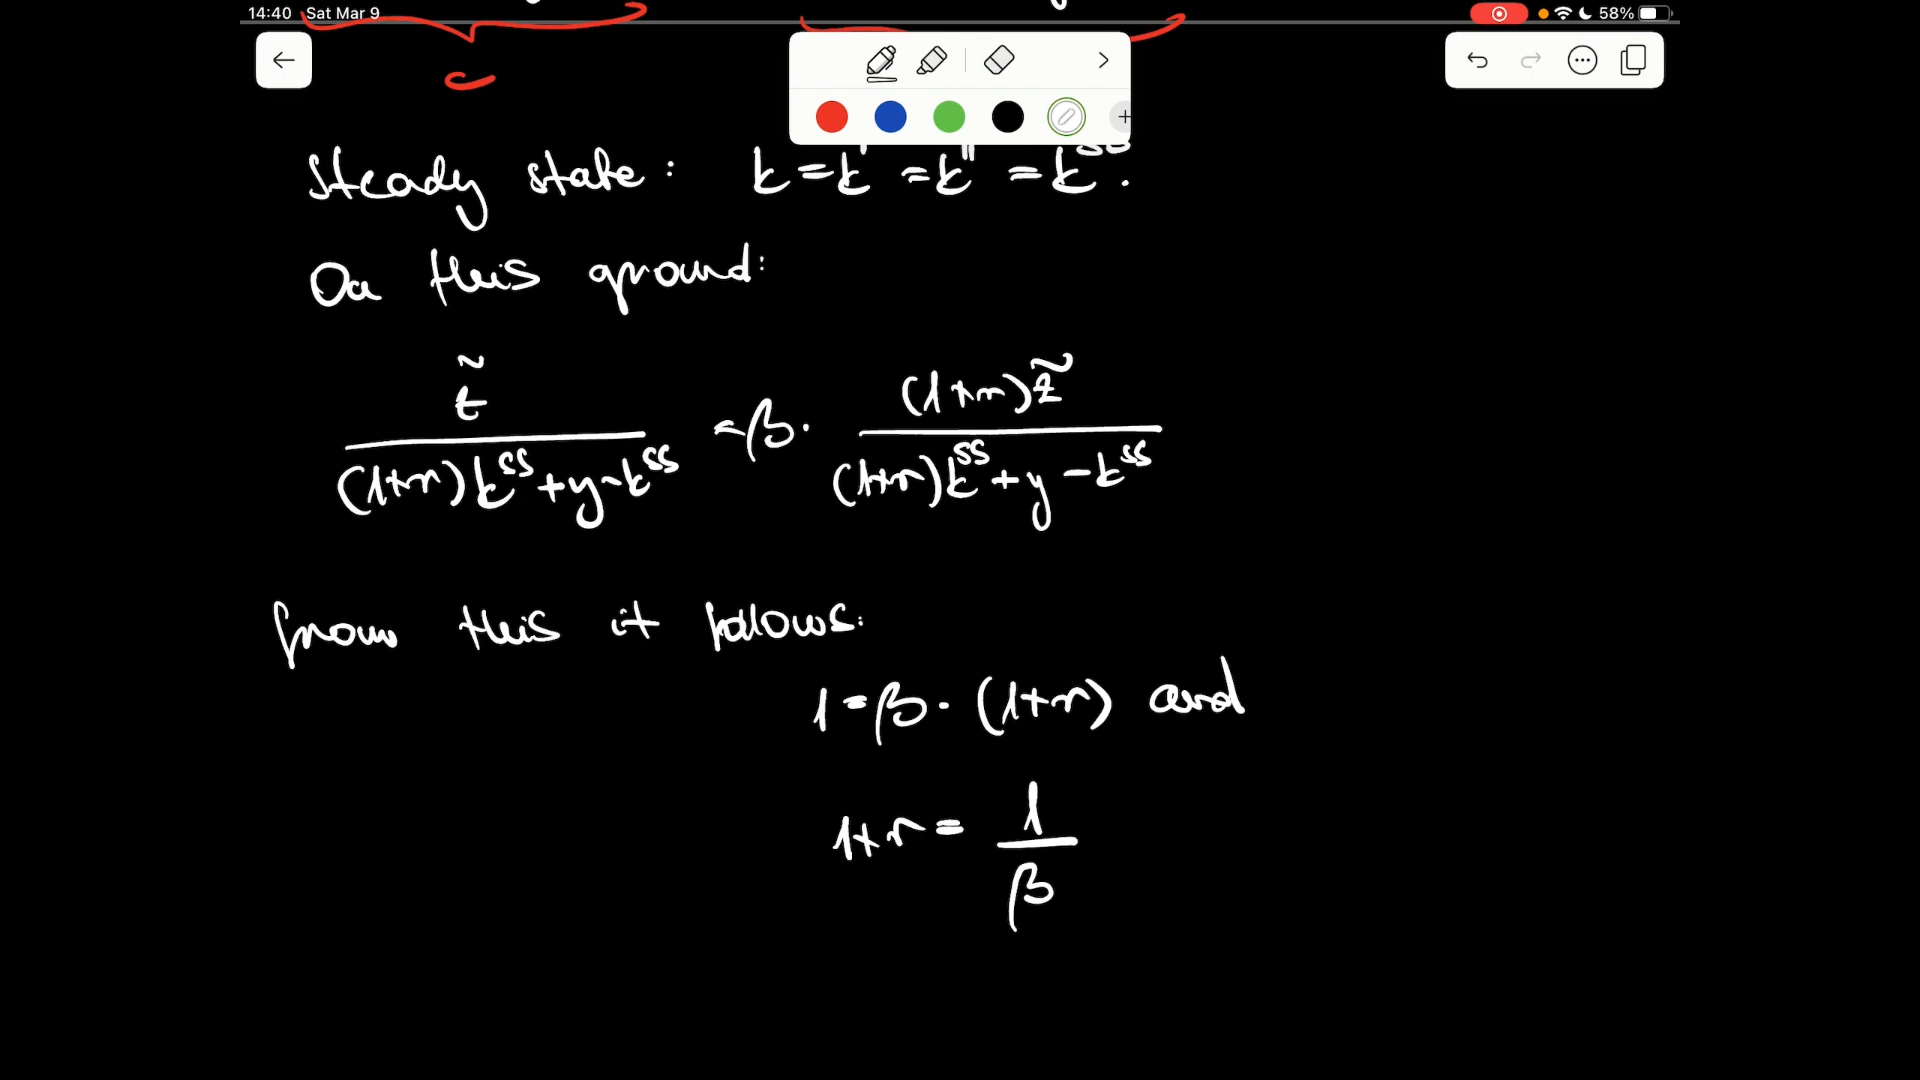 14:40 Sat Mar 9 58%
steady state: k = k' = k'' = k^ss.
On this ground:
z̃ / ((1+r)k^ss + y - k^ss) = β · (1+r)z̃ / ((1+r)k^ss + y - k^ss)
from this it follows:
1 = β · (1+r) and
1+r = 1/β